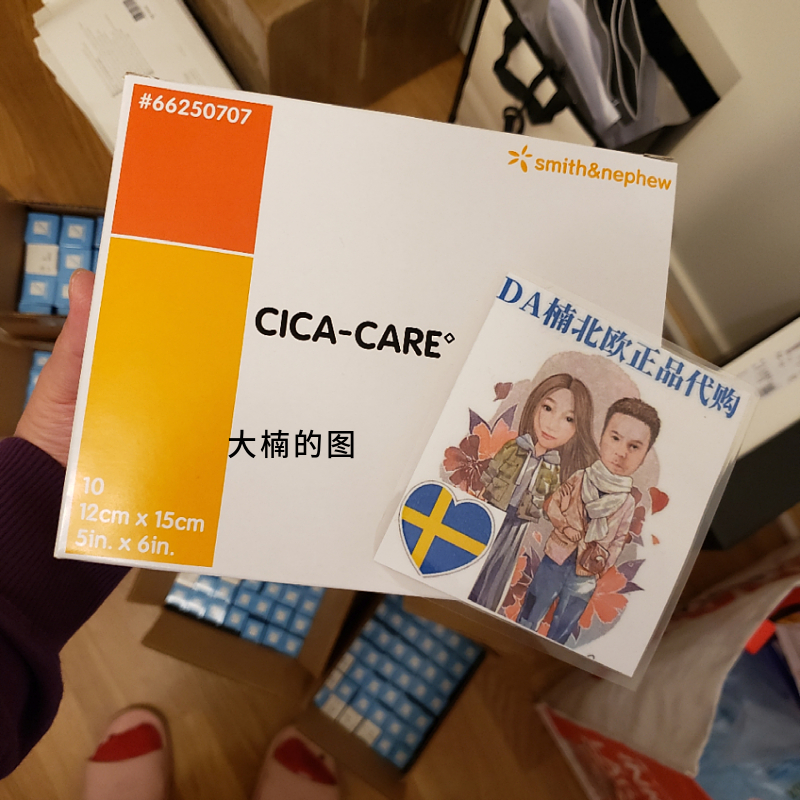 #66250707
smith&nephew
CICA-CARE◇
DA楠北欧正品代购
大楠的图
10
12cm x 15cm
5in. x 6in.